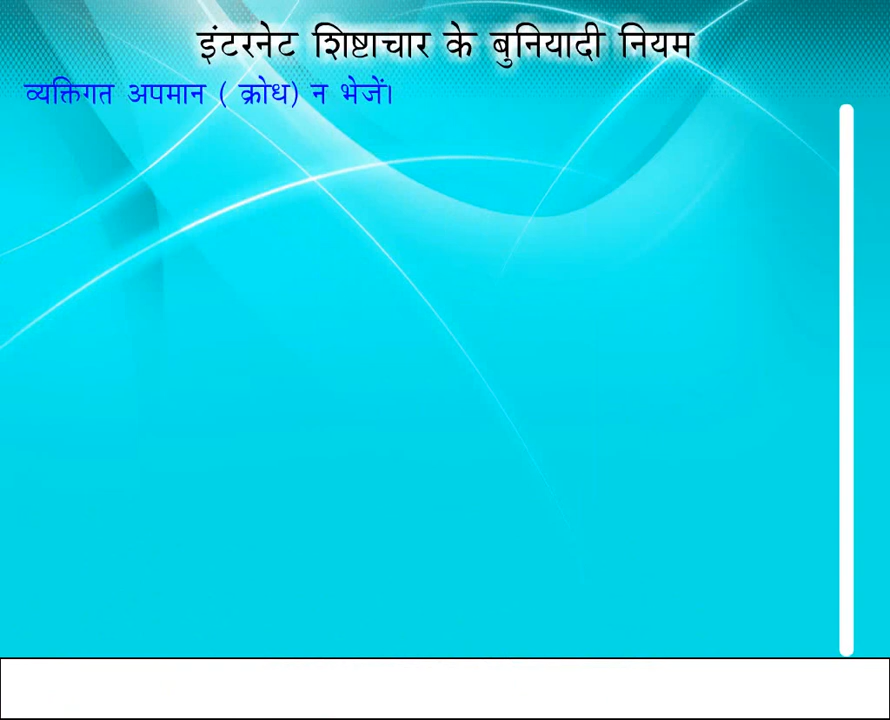 इंटरनेट शिष्टाचार के बुनियादी नियम
व्यक्तिगत अपमान ( क्रोध) न भेजें।